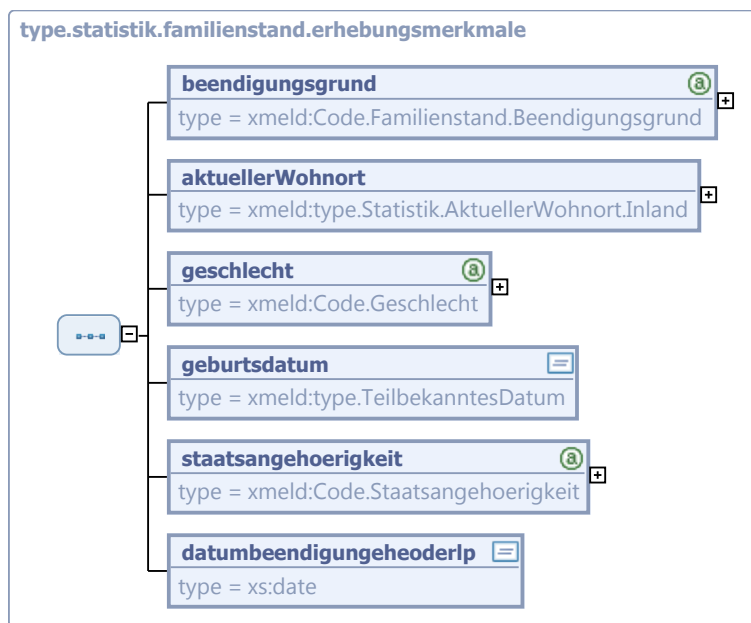 type.statistik.familienstand.erhebungsmerkmale
beendigungsgrund
type = xmeld:Code.Familienstand.Beendigungsgrund
aktuellerWohnort
type = xmeld:type.Statistik.AktuellerWohnort.Inland
geschlecht
type = xmeld:Code.Geschlecht
geburtsdatum
type = xmeld:type.TeilbekanntesDatum
staatsangehoerigkeit
type = xmeld:Code.Staatsangehoerigkeit
datumbeendigungeheoderlp
type = xs:date